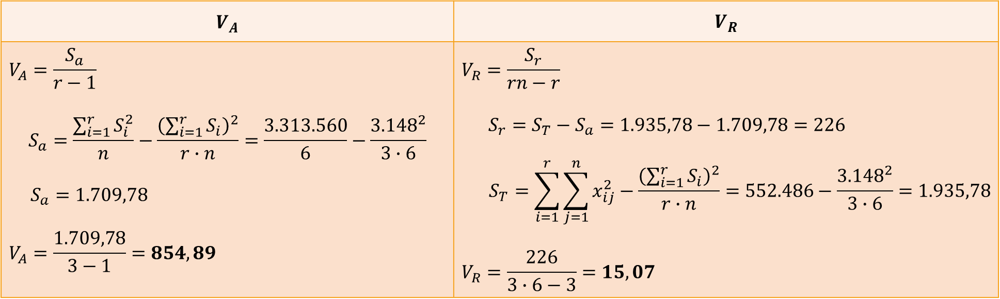 V_A
V_A = S_a / (r − 1)
S_a = ∑_{i=1}^{r} S_i^2 / n − (∑_{i=1}^{r} S_i)^2 / (r · n) = 3.313.560 / 6 − 3.148^2 / (3 · 6)
S_a = 1.709,78
V_A = 1.709,78 / (3 − 1) = 854,89
V_R
V_R = S_r / (rn − r)
S_r = S_T − S_a = 1.935,78 − 1.709,78 = 226
S_T = ∑_{i=1}^{r} ∑_{j=1}^{n} x_{ij}^2 − (∑_{i=1}^{r} S_i)^2 / (r · n) = 552.486 − 3.148^2 / (3 · 6) = 1.935,78
V_R = 226 / (3 · 6 − 3) = 15,07